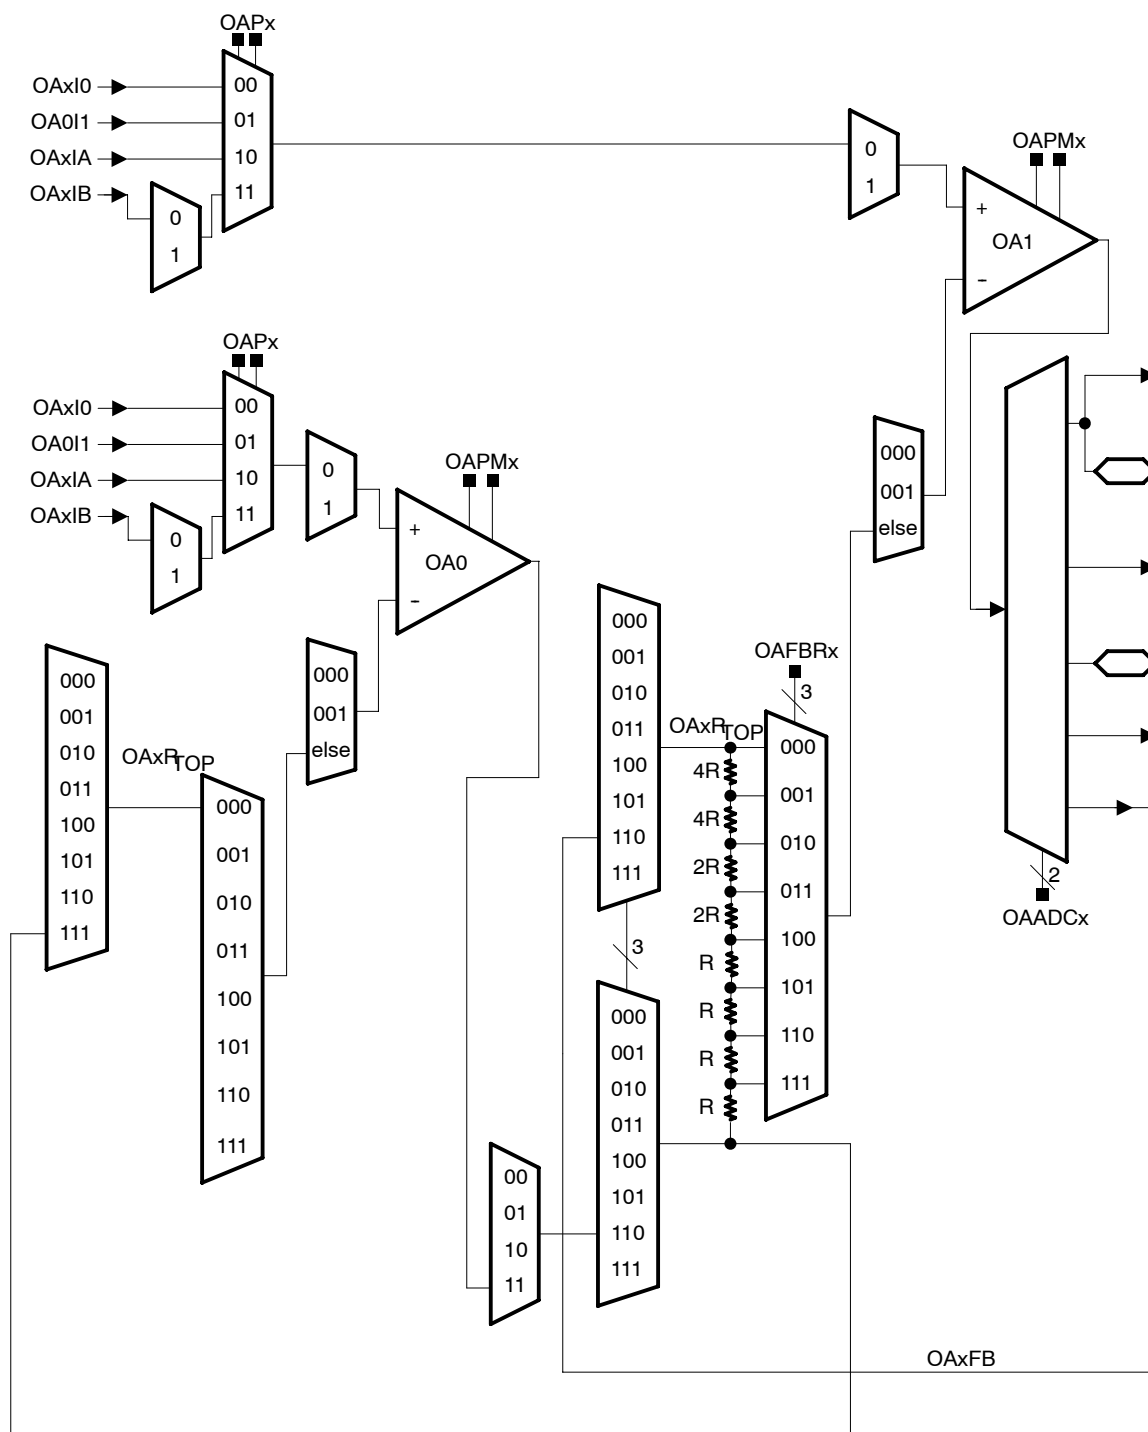 OAPx
OAxI0
OA0I1
OAxIA
OAxIB
00
01
10
11
0
1
0
1
OAPMx
+
OA1
−
OAPx
OAxI0
OA0I1
OAxIA
OAxIB
00
01
10
11
0
1
0
1
OAPMx
+
OA0
−
000
001
else
000
001
else
000
001
010
011
100
101
110
111
OAxRTOP
000
001
010
011
100
101
110
111
000
001
010
011
100
101
110
111
3
OAxRTOP
OAFBRx
3
4R
4R
2R
2R
R
R
R
R
000
001
010
011
100
101
110
111
2
OAADCx
000
001
010
011
100
101
110
111
00
01
10
11
OAxFB